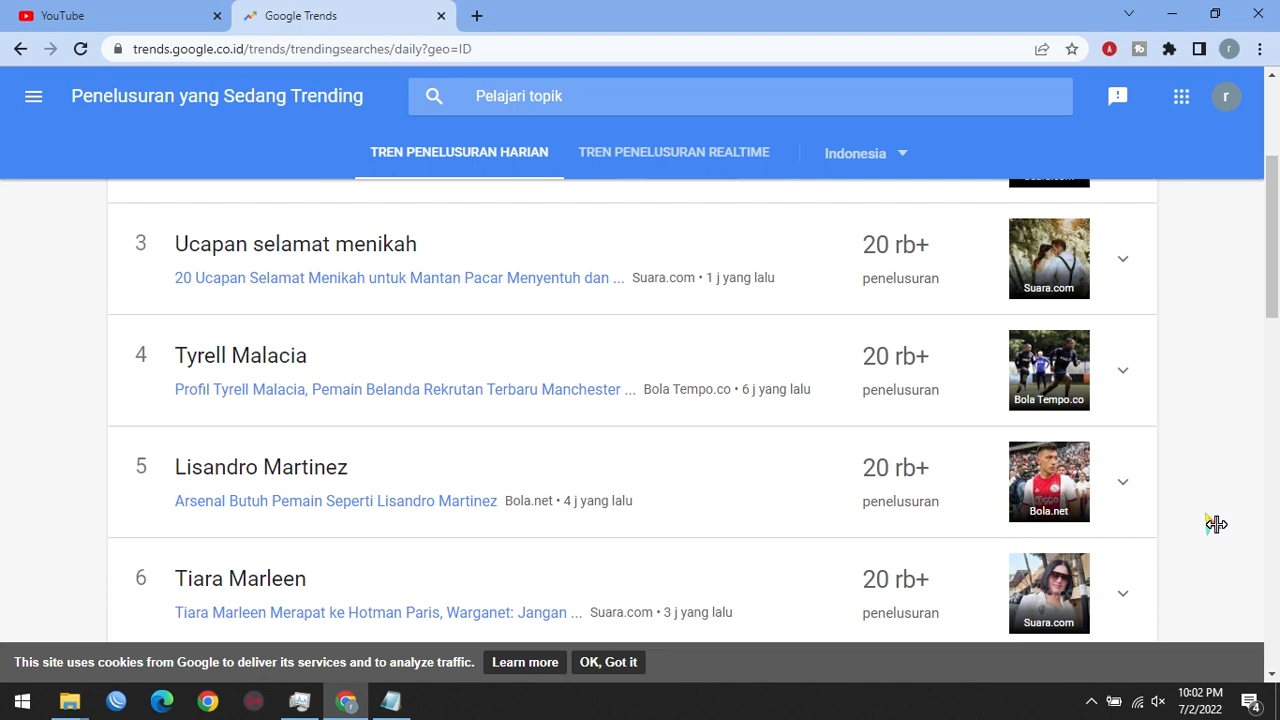 YouTube
Google Trends
trends.google.co.id/trends/trendingsearches/daily?geo=ID
r
Penelusuran yang Sedang Trending
Pelajari topik
r
TREN PENELUSURAN HARIAN
TREN PENELUSURAN REALTIME
Indonesia
3
Ucapan selamat menikah
20 rb+
20 Ucapan Selamat Menikah untuk Mantan Pacar Menyentuh dan ... Suara.com • 1 j yang lalu
penelusuran
Suara.com
4
Tyrell Malacia
20 rb+
Profil Tyrell Malacia, Pemain Belanda Rekrutan Terbaru Manchester ... Bola Tempo.co • 6 j yang lalu
penelusuran
Bola Tempo.co
5
Lisandro Martinez
20 rb+
Arsenal Butuh Pemain Seperti Lisandro Martinez Bola.net • 4 j yang lalu
penelusuran
Bola.net
6
Tiara Marleen
20 rb+
Tiara Marleen Merapat ke Hotman Paris, Warganet: Jangan ... Suara.com • 3 j yang lalu
penelusuran
Suara.com
This site uses cookies from Google to deliver its services and to analyze traffic.
Learn more
OK, Got it
10:02 PM
7/2/2022
4